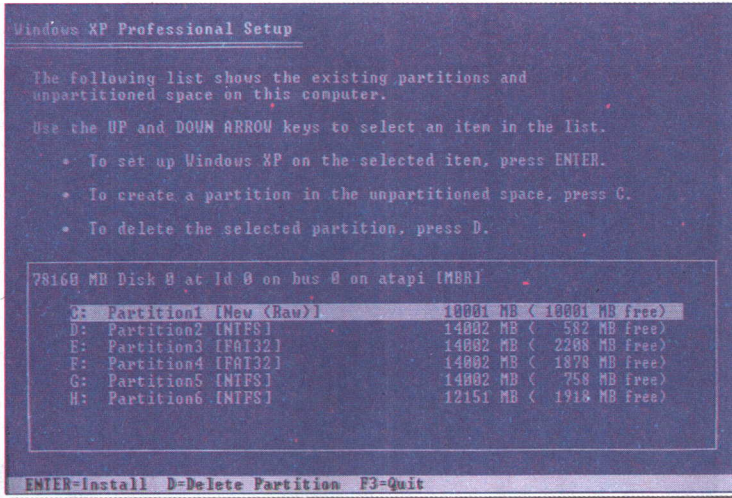 Windows XP Professional Setup
The following list shows the existing partitions and
unpartitioned space on this computer.
Use the UP and DOWN ARROW keys to select an item in the list.
• To set up Windows XP on the selected item, press ENTER.
• To create a partition in the unpartitioned space, press C.
• To delete the selected partition, press D.
78160 MB Disk 0 at Id 0 on bus 0 on atapi [MBR]
C: Partition1 [New (Raw)] 10001 MB ( 10001 MB free)
D: Partition2 [NTFS] 14002 MB ( 582 MB free)
E: Partition3 [FAT32] 14002 MB ( 2208 MB free)
F: Partition4 [FAT32] 14002 MB ( 1878 MB free)
G: Partition5 [NTFS] 14002 MB ( 758 MB free)
H: Partition6 [NTFS] 12151 MB ( 1918 MB free)
ENTER=Install D=Delete Partition F3=Quit